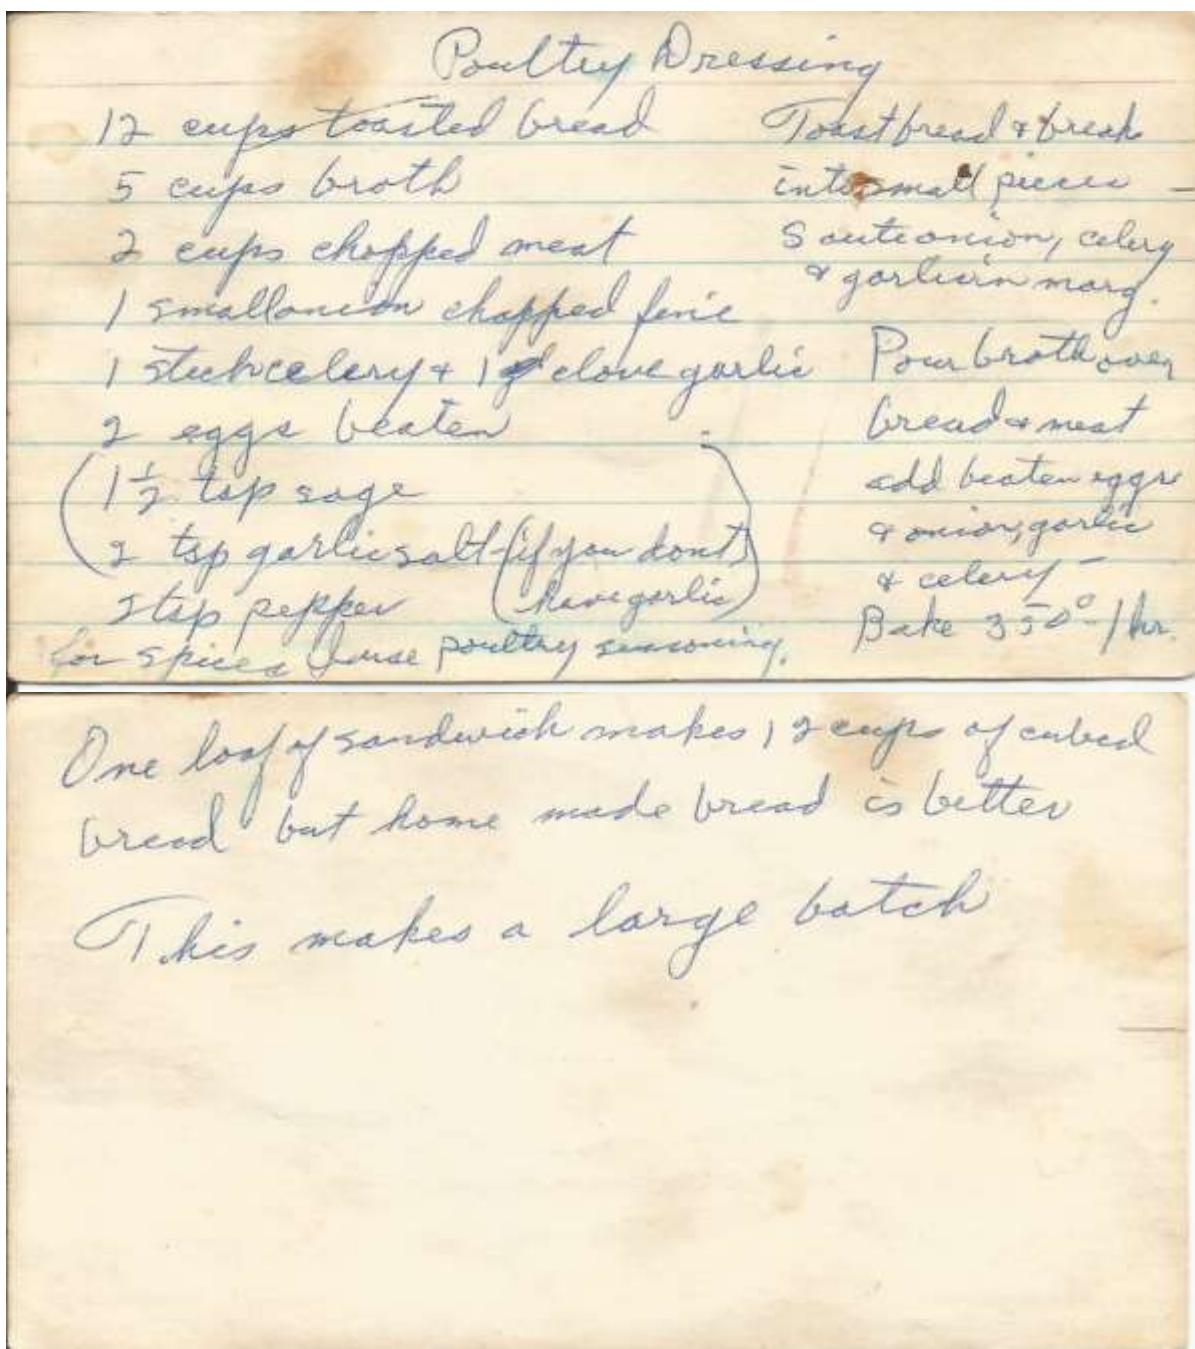 Poultry Dressing
12 cups toasted bread
5 cups broth
2 cups chopped meat
1 small onion chopped fine
1 stick celery + 1 clove garlic
2 eggs beaten
(1 1/2 tsp sage
2 tsp garlic salt (if you dont
have garlic)
2 tsp pepper
for spices I use poultry seasoning.
Toast bread & break
into small pieces -
Saute onion, celery
& garlic in marg.
Pour broth over
bread & meat
add beaten eggs
& onion, garlic
& celery -
Bake 350° - 1 hr.
One loaf of sandwich makes 12 cups of cubed
bread but home made bread is better
This makes a large batch